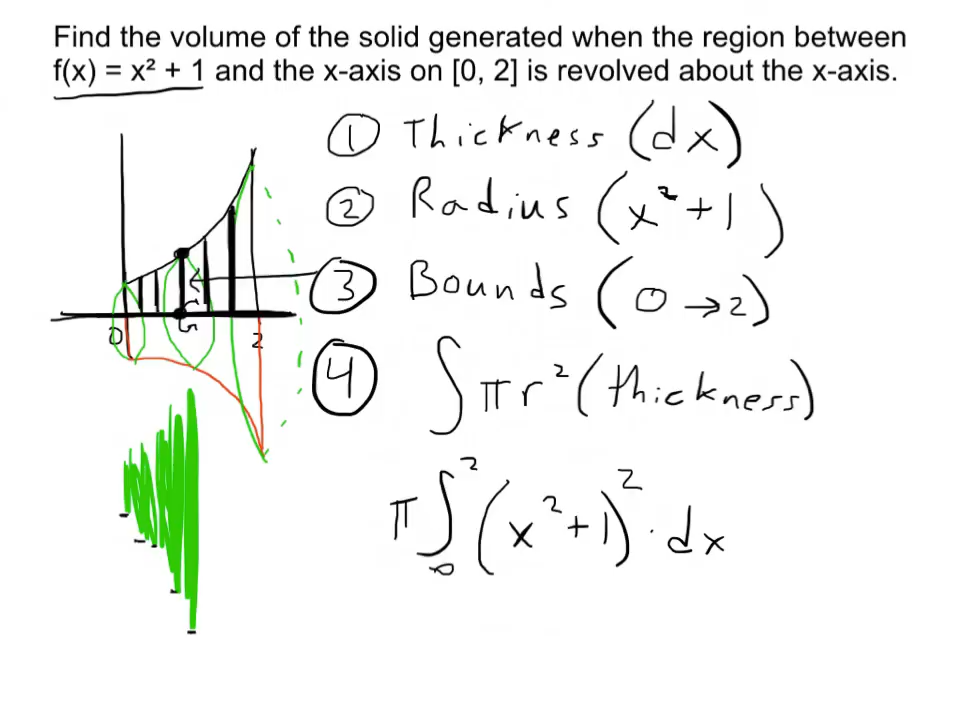 Find the volume of the solid generated when the region between
f(x) = x² + 1 and the x-axis on [0, 2] is revolved about the x-axis.
① Thickness (dx)
② Radius (x² + 1)
③ Bounds (0 → 2)
0 2
④ ∫ πr² (thickness)
π ∫₀² (x² + 1)² · dx